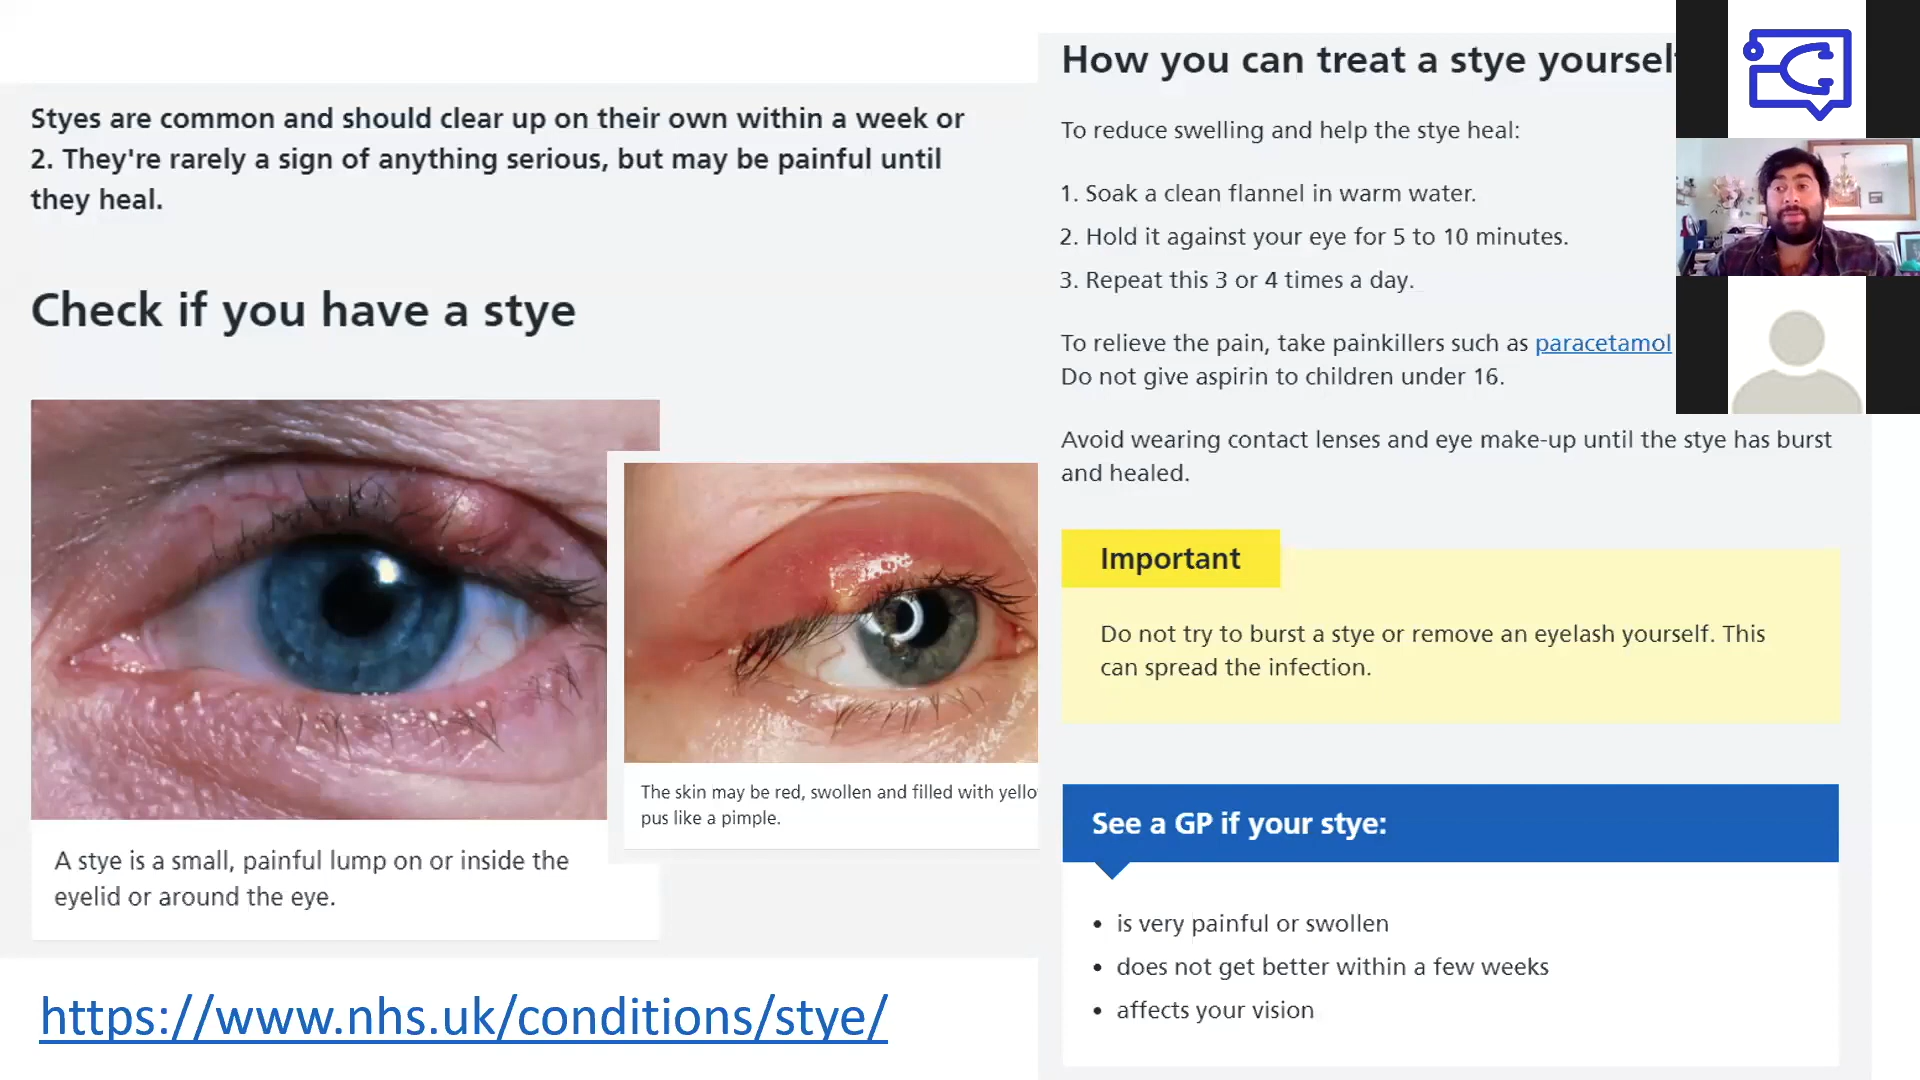 Styes are common and should clear up on their own within a week or
2. They're rarely a sign of anything serious, but may be painful until
they heal.
Check if you have a stye
A stye is a small, painful lump on or inside the
eyelid or around the eye.
The skin may be red, swollen and filled with yello
pus like a pimple.
https://www.nhs.uk/conditions/stye/
How you can treat a stye yoursel
To reduce swelling and help the stye heal:
1. Soak a clean flannel in warm water.
2. Hold it against your eye for 5 to 10 minutes.
3. Repeat this 3 or 4 times a day.
To relieve the pain, take painkillers such as paracetamol
Do not give aspirin to children under 16.
Avoid wearing contact lenses and eye make-up until the stye has burst
and healed.
Important
Do not try to burst a stye or remove an eyelash yourself. This
can spread the infection.
See a GP if your stye:
• is very painful or swollen
• does not get better within a few weeks
• affects your vision